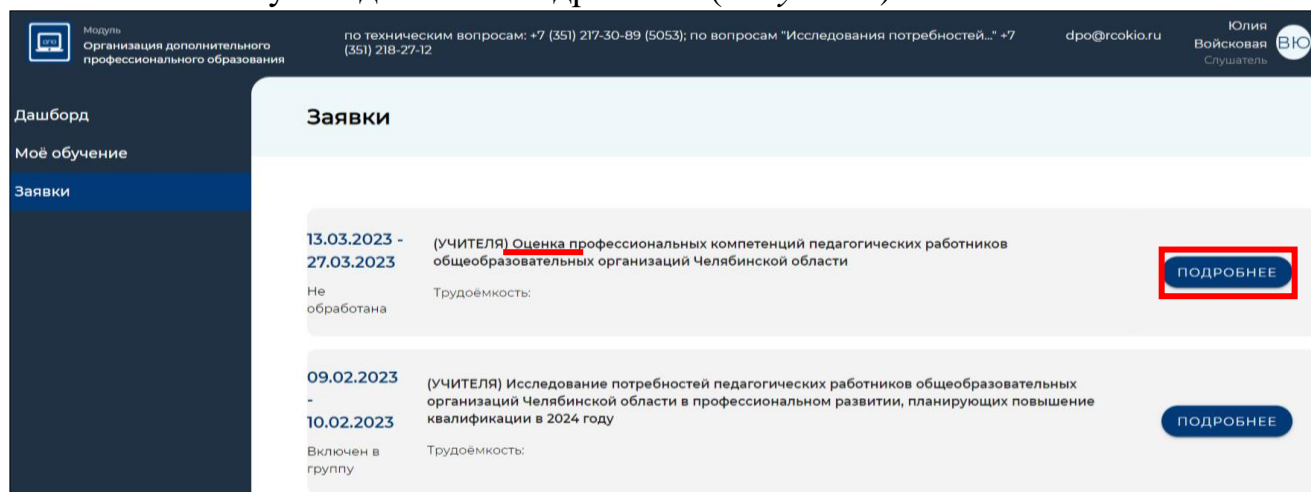 Модуль
Организация дополнительного
профессионального образования
по техническим вопросам: +7 (351) 217-30-89 (5053); по вопросам "Исследования потребностей..." +7
(351) 218-27-12
dpo@rcokio.ru
Юлия
Войсковая
Слушатель
ВЮ
Дашборд
Моё обучение
Заявки
Заявки
13.03.2023 -
27.03.2023
Не
обработана
(УЧИТЕЛЯ) Оценка профессиональных компетенций педагогических работников
общеобразовательных организаций Челябинской области
Трудоёмкость:
ПОДРОБНЕЕ
09.02.2023
-
10.02.2023
Включен в
группу
(УЧИТЕЛЯ) Исследование потребностей педагогических работников общеобразовательных
организаций Челябинской области в профессиональном развитии, планирующих повышение
квалификации в 2024 году
Трудоёмкость:
ПОДРОБНЕЕ